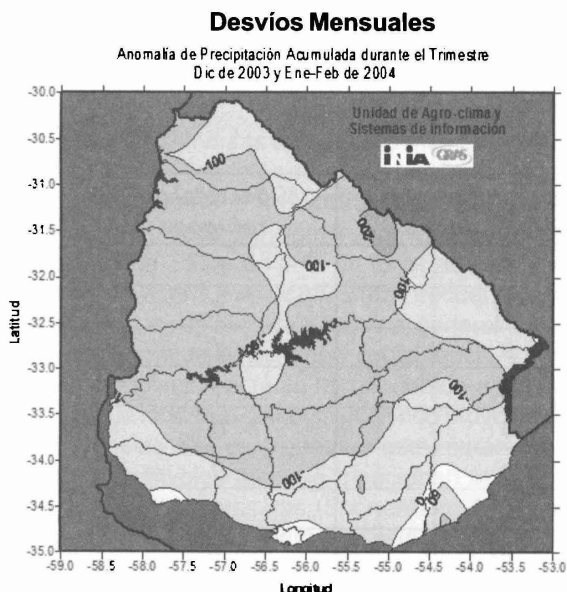 Desvíos Mensuales
Anomalía de Precipitación Acumulada durante el Trimestre
Dic de 2003 y Ene-Feb de 2004
Unidad de Agro-clima y
Sistemas de información
INIA GRAS
-30.0
-30.5
-31.0
-31.5
-32.0
-32.5
-33.0
-33.5
-34.0
-34.5
-35.0
Latitud
-100
-200
-100
-100
-100
-100
0
-59.0 -58.5 -58.0 -57.5 -57.0 -56.5 -56.0 -55.5 -55.0 -54.5 -54.0 -53.5 -53.0
Longitud